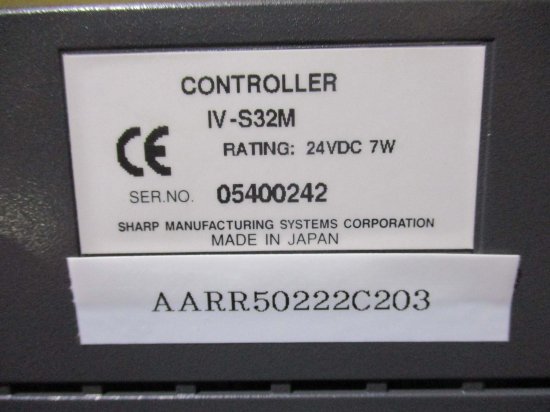 CONTROLLER
IV-S32M
CE RATING: 24VDC 7W
SER.NO. 05400242
SHARP MANUFACTURING SYSTEMS CORPORATION
MADE IN JAPAN
AARR50222C203